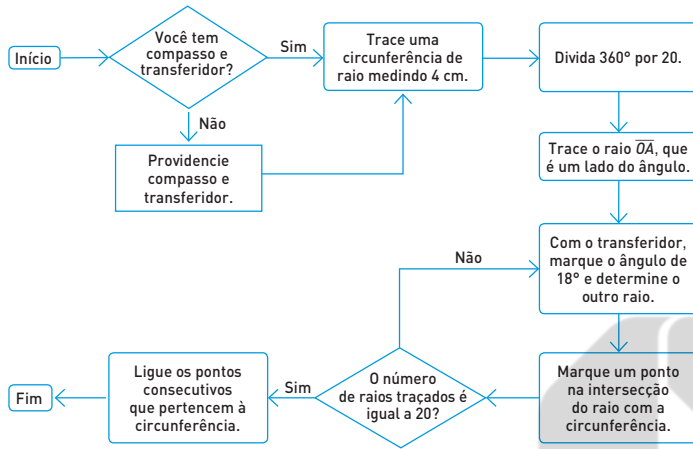 Início
Você tem
compasso e
transferidor?
Sim
Não
Providencie
compasso e
transferidor.
Trace uma
circunferência de
raio medindo 4 cm.
Divida 360° por 20.
Trace o raio OA, que
é um lado do ângulo.
Com o transferidor,
marque o ângulo de
18° e determine o
outro raio.
Marque um ponto
na intersecção
do raio com a
circunferência.
O número
de raios traçados é
igual a 20?
Não
Sim
Ligue os pontos
consecutivos
que pertencem à
circunferência.
Fim